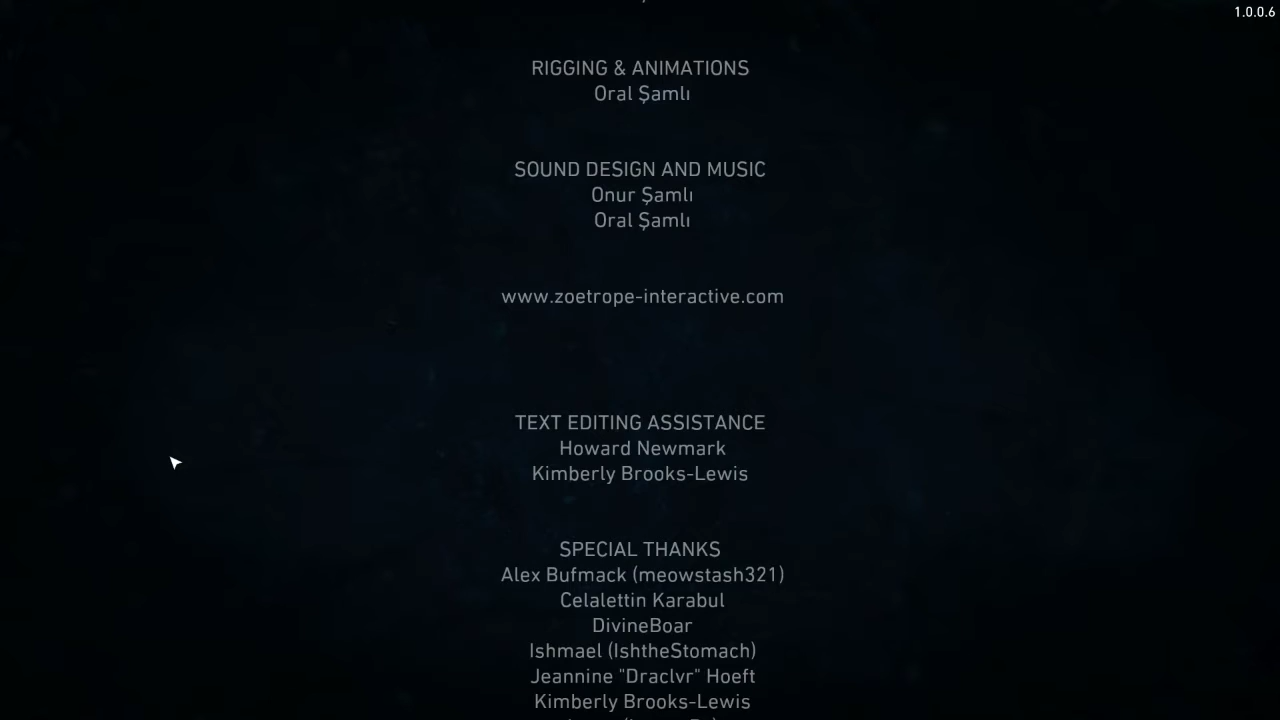 1.0.0.6
RIGGING & ANIMATIONS
Oral Şamlı
SOUND DESIGN AND MUSIC
Onur Şamlı
Oral Şamlı
www.zoetrope-interactive.com
TEXT EDITING ASSISTANCE
Howard Newmark
Kimberly Brooks-Lewis
SPECIAL THANKS
Alex Bufmack (meowstash321)
Celalettin Karabul
DivineBoar
Ishmael (IshtheStomach)
Jeannine "Draclvr" Hoeft
Kimberly Brooks-Lewis